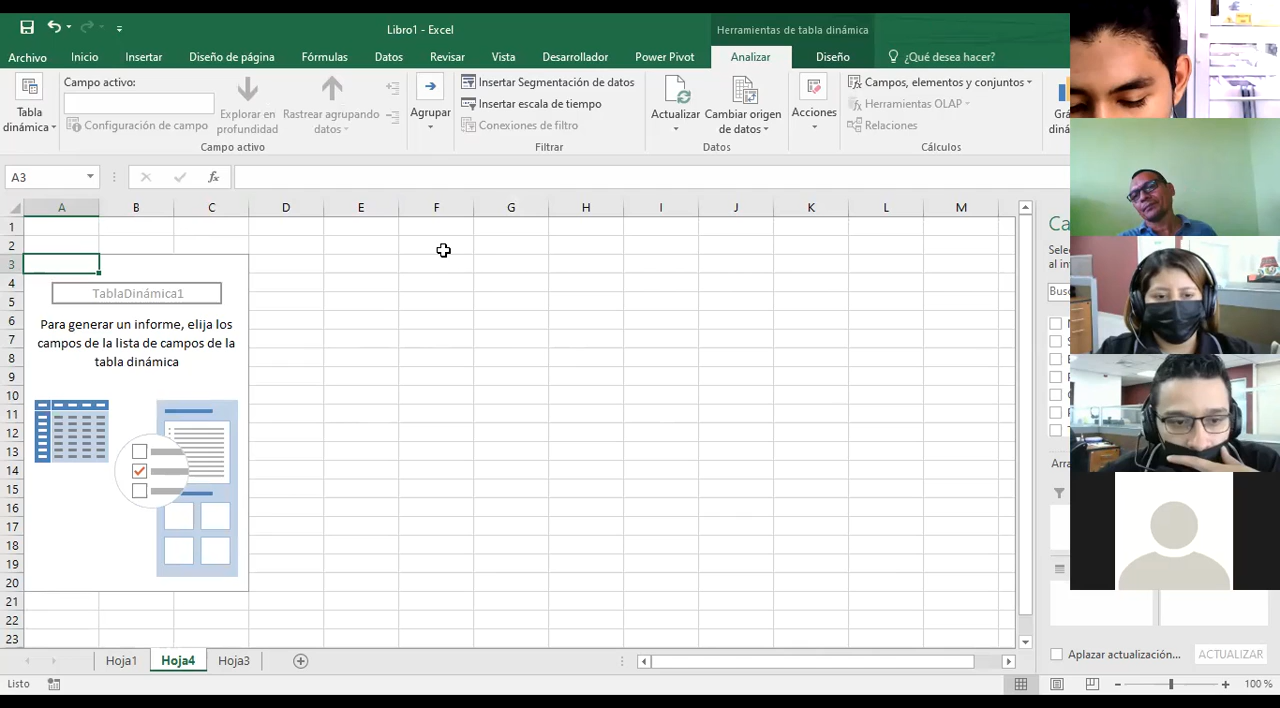 Libro1 - Excel
Herramientas de tabla dinámica
Archivo Inicio Insertar Diseño de página Fórmulas Datos Revisar Vista Desarrollador Power Pivot Analizar Diseño ¿Qué desea hacer?
Tabla dinámica
Campo activo:
Configuración de campo
Explorar en profundidad
Rastrear agrupando datos
Campo activo
Agrupar
Insertar Segmentación de datos
Insertar escala de tiempo
Conexiones de filtro
Filtrar
Actualizar
Cambiar origen de datos
Datos
Acciones
Campos, elementos y conjuntos
Herramientas OLAP
Relaciones
Cálculos
A3
fx
A B C D E F G H I J K L M
1
2
3
4
5
6
7
8
9
10
11
12
13
14
15
16
17
18
19
20
21
22
23
TablaDinámica1
Para generar un informe, elija los
campos de la lista de campos de la
tabla dinámica
Hoja1 Hoja4 Hoja3
Aplazar actualización... ACTUALIZAR
Listo
100 %